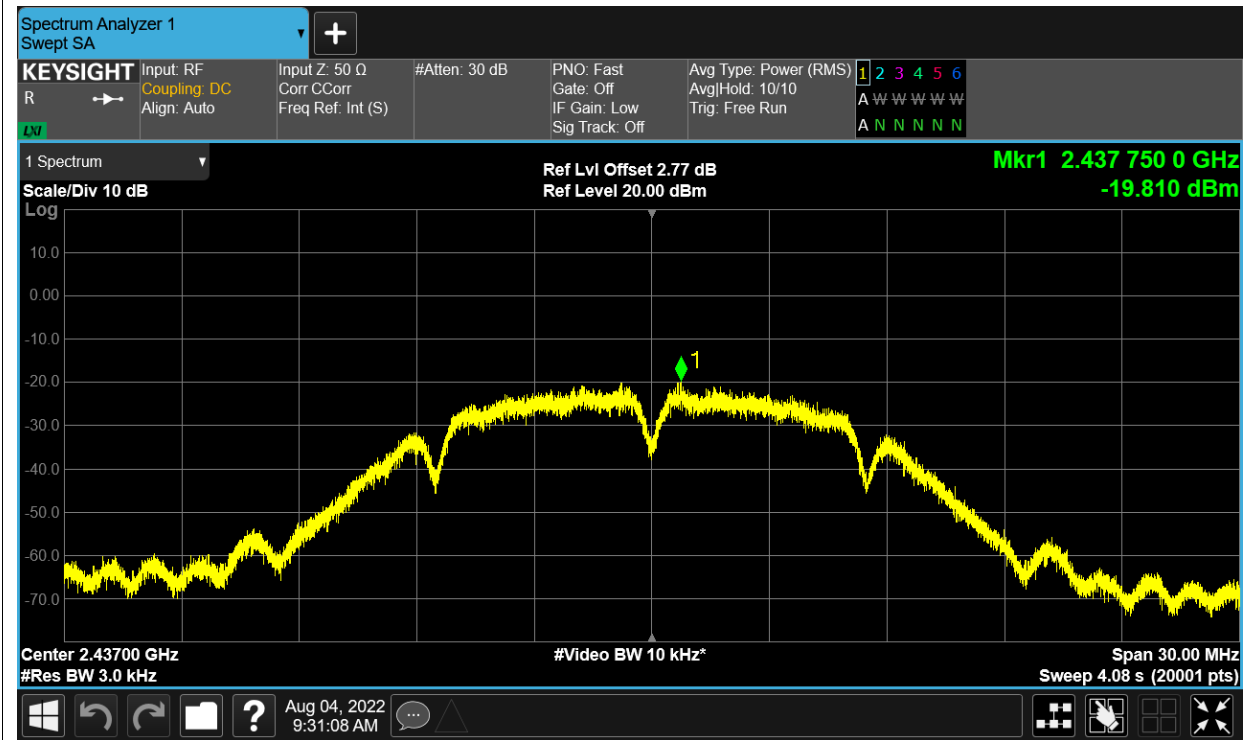 Spectrum Analyzer 1
Swept SA
KEYSIGHT
R
LXI
Input: RF
Coupling: DC
Align: Auto
Input Z: 50 Ω
Corr CCorr
Freq Ref: Int (S)
#Atten: 30 dB
PNO: Fast
Gate: Off
IF Gain: Low
Sig Track: Off
Avg Type: Power (RMS)
Avg|Hold: 10/10
Trig: Free Run
1 2 3 4 5 6
A W W W W W
A N N N N N
1 Spectrum
Scale/Div 10 dB
Ref Lvl Offset 2.77 dB
Ref Level 20.00 dBm
Mkr1 2.437 750 0 GHz
-19.810 dBm
Log
10.0
0.00
-10.0
1
-20.0
-30.0
-40.0
-50.0
-60.0
-70.0
Center 2.43700 GHz
#Video BW 10 kHz*
Span 30.00 MHz
#Res BW 3.0 kHz
Sweep 4.08 s (20001 pts)
?
Aug 04, 2022
9:31:08 AM